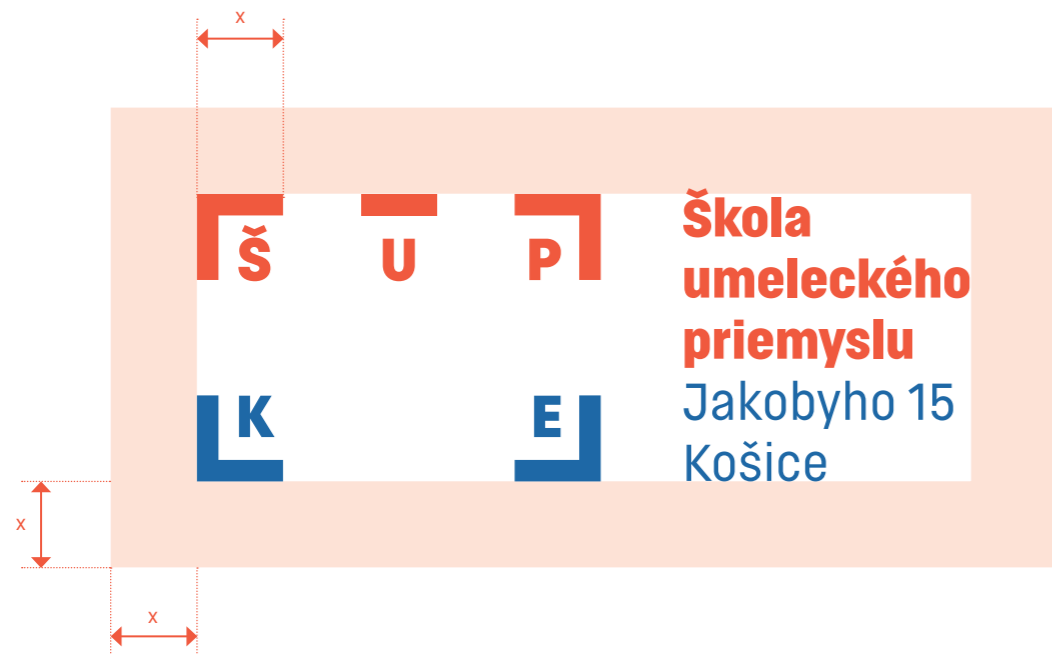 x
Š U P
K E
Škola
umeleckého
priemyslu
Jakobyho 15
Košice
x
x